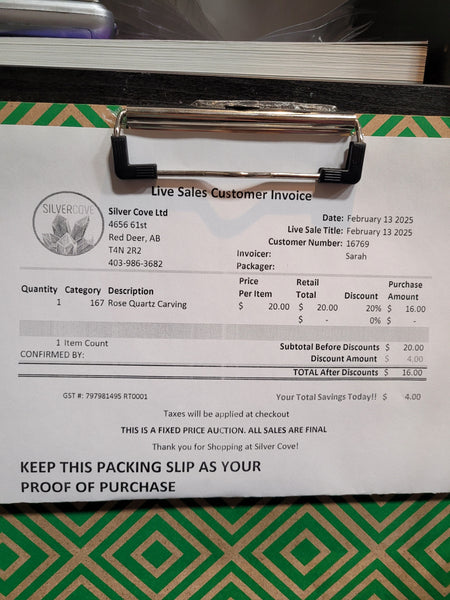 Live Sales Customer Invoice
SILVERCOVE
Silver Cove Ltd
4656 61st
Red Deer, AB
T4N 2R2
403-986-3682
Date: February 13 2025
Live Sale Title: February 13 2025
Customer Number: 16769
Invoicer: Sarah
Packager:
Quantity Category Description Price Per Item Retail Total Discount Purchase Amount
1 167 Rose Quartz Carving $ 20.00 $ 20.00 20% $ 16.00
$ - 0% $ -
1 Item Count
Subtotal Before Discounts $ 20.00
CONFIRMED BY:
Discount Amount $ 4.00
TOTAL After Discounts $ 16.00
GST #: 797981495 RT0001
Your Total Savings Today!! $ 4.00
Taxes will be applied at checkout
THIS IS A FIXED PRICE AUCTION. ALL SALES ARE FINAL
Thank you for Shopping at Silver Cove!
KEEP THIS PACKING SLIP AS YOUR
PROOF OF PURCHASE